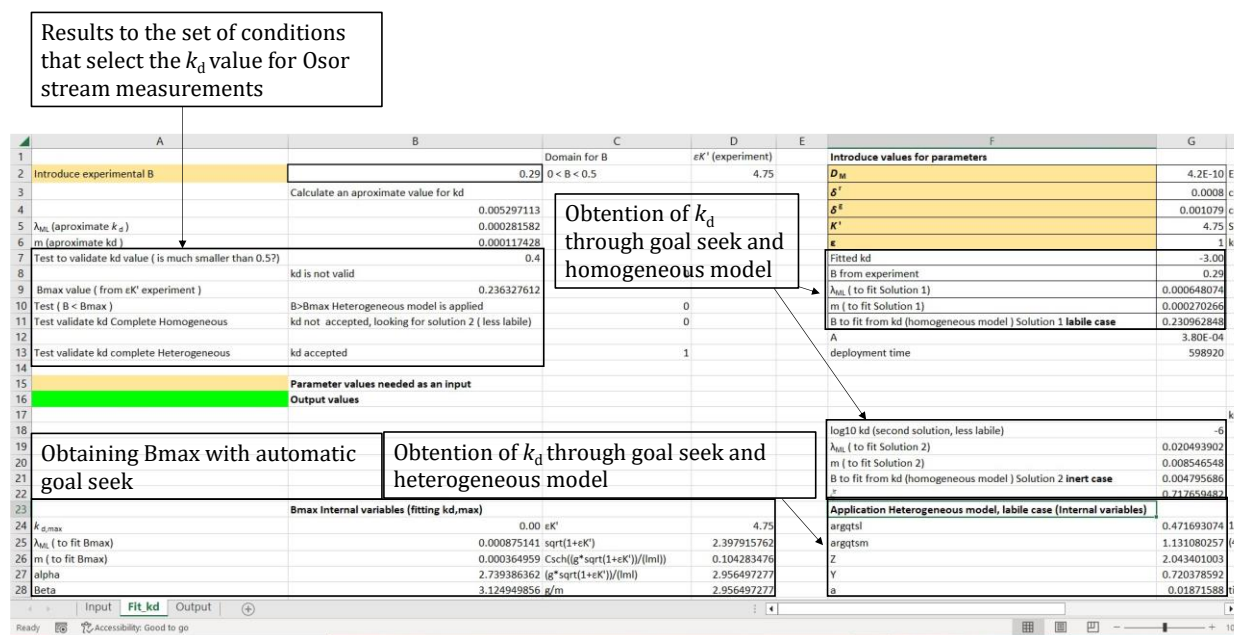 Results to the set of conditions
that select the kd value for Osor
stream measurements
A B C D E F G
1 Domain for B εK' (experiment) Introduce values for parameters
2 Introduce experimental B 0.29 0 < B < 0.5 4.75 DM 4.2E-10
3 Calculate an aproximate value for kd δr 0.0008
4 0.005297113 δg 0.001079
5 λML (aproximate kd) 0.000281582 K' 4.75
6 m (aproximate kd ) 0.000117428 ε 1
Obtention of kd
through goal seek and
homogeneous model
7 Test to validate kd value ( is much smaller than 0.5?) 0.4 Fitted kd -3.00
8 kd is not valid B from experiment 0.29
9 Bmax value ( from εK' experiment ) 0.236327612 λML ( to fit Solution 1) 0.000648074
10 Test ( B < Bmax ) B>Bmax Heterogeneous model is applied 0 m ( to fit Solution 1) 0.000270266
11 Test validate kd Complete Homogeneous kd not accepted, looking for solution 2 ( less labile) 0 B to fit from kd (homogeneous model ) Solution 1 labile case 0.230962848
12 A 3.80E-04
13 Test validate kd complete Heterogeneous kd accepted 1 deployment time 598920
14
15 Parameter values needed as an input
16 Output values
17
18 log10 kd (second solution, less labile) -6
19 λML ( to fit Solution 2) 0.020493902
20 m ( to fit Solution 2) 0.008546548
21 B to fit from kd (homogeneous model ) Solution 2 inert case 0.004795686
22 0.717659482
Obtaining Bmax with automatic
goal seek
Obtention of kd through goal seek and
heterogeneous model
23 Bmax Internal variables (fitting kd,max) Application Heterogeneous model, labile case (Internal variables)
24 kd,max 0.00 εK' 4.75 argqtsl 0.471693074
25 λML ( to fit Bmax) 0.000875141 sqrt(1+εK') 2.397915762 argqtsm 1.131080257
26 m ( to fit Bmax) 0.000364959 Csch((g*sqrt(1+εK'))/(lml)) 0.104283476 Z 2.043401003
27 alpha 2.739386362 (g*sqrt(1+εK'))/(lml) 2.956497277 Y 0.720378592
28 Beta 3.124949856 g/m 2.956497277 a 0.01871588
Input Fit_kd Output
Ready Accessibility: Good to go